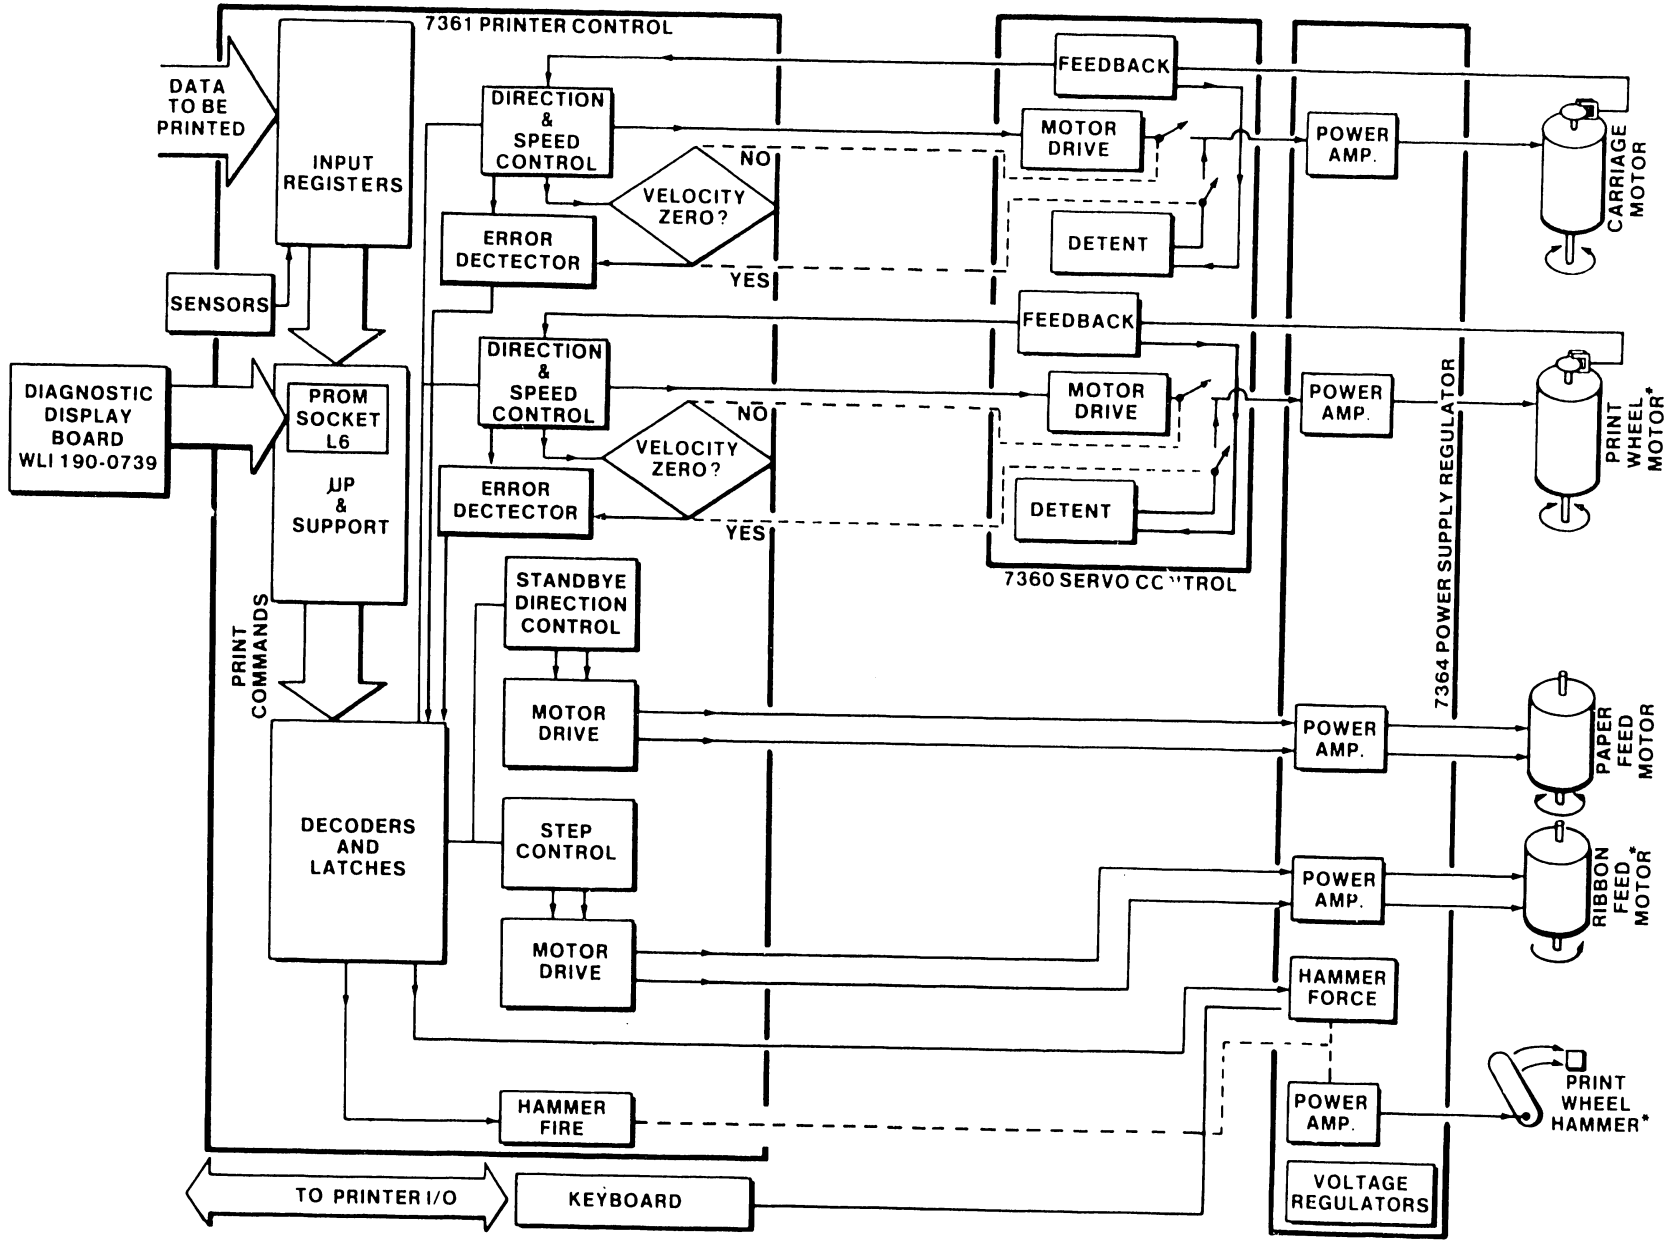 7361 PRINTER CONTROL
DATA
TO BE
PRINTED
INPUT
REGISTERS
DIRECTION
&
SPEED
CONTROL
NO
VELOCITY
ZERO?
YES
ERROR
DECTECTOR
FEEDBACK
MOTOR
DRIVE
DETENT
POWER
AMP.
CARRIAGE
MOTOR
SENSORS
DIAGNOSTIC
DISPLAY
BOARD
WLI 190-0739
PROM
SOCKET
L6
μP
& 
SUPPORT
DIRECTION
&
SPEED
CONTROL
NO
VELOCITY
ZERO?
YES
ERROR
DECTECTOR
FEEDBACK
MOTOR
DRIVE
DETENT
POWER
AMP.
PRINT
WHEEL
MOTOR*
7360 SERVO CONTROL
7364 POWER SUPPLY REGULATOR
PRINT
COMMANDS
STANDBYE
DIRECTION
CONTROL
MOTOR
DRIVE
POWER
AMP.
PAPER
FEED
MOTOR
DECODERS
AND
LATCHES
STEP
CONTROL
MOTOR
DRIVE
POWER
AMP.
RIBBON
FEED
MOTOR*
HAMMER
FORCE
HAMMER
FIRE
POWER
AMP.
PRINT
WHEEL
HAMMER*
VOLTAGE
REGULATORS
TO PRINTER I/O
KEYBOARD